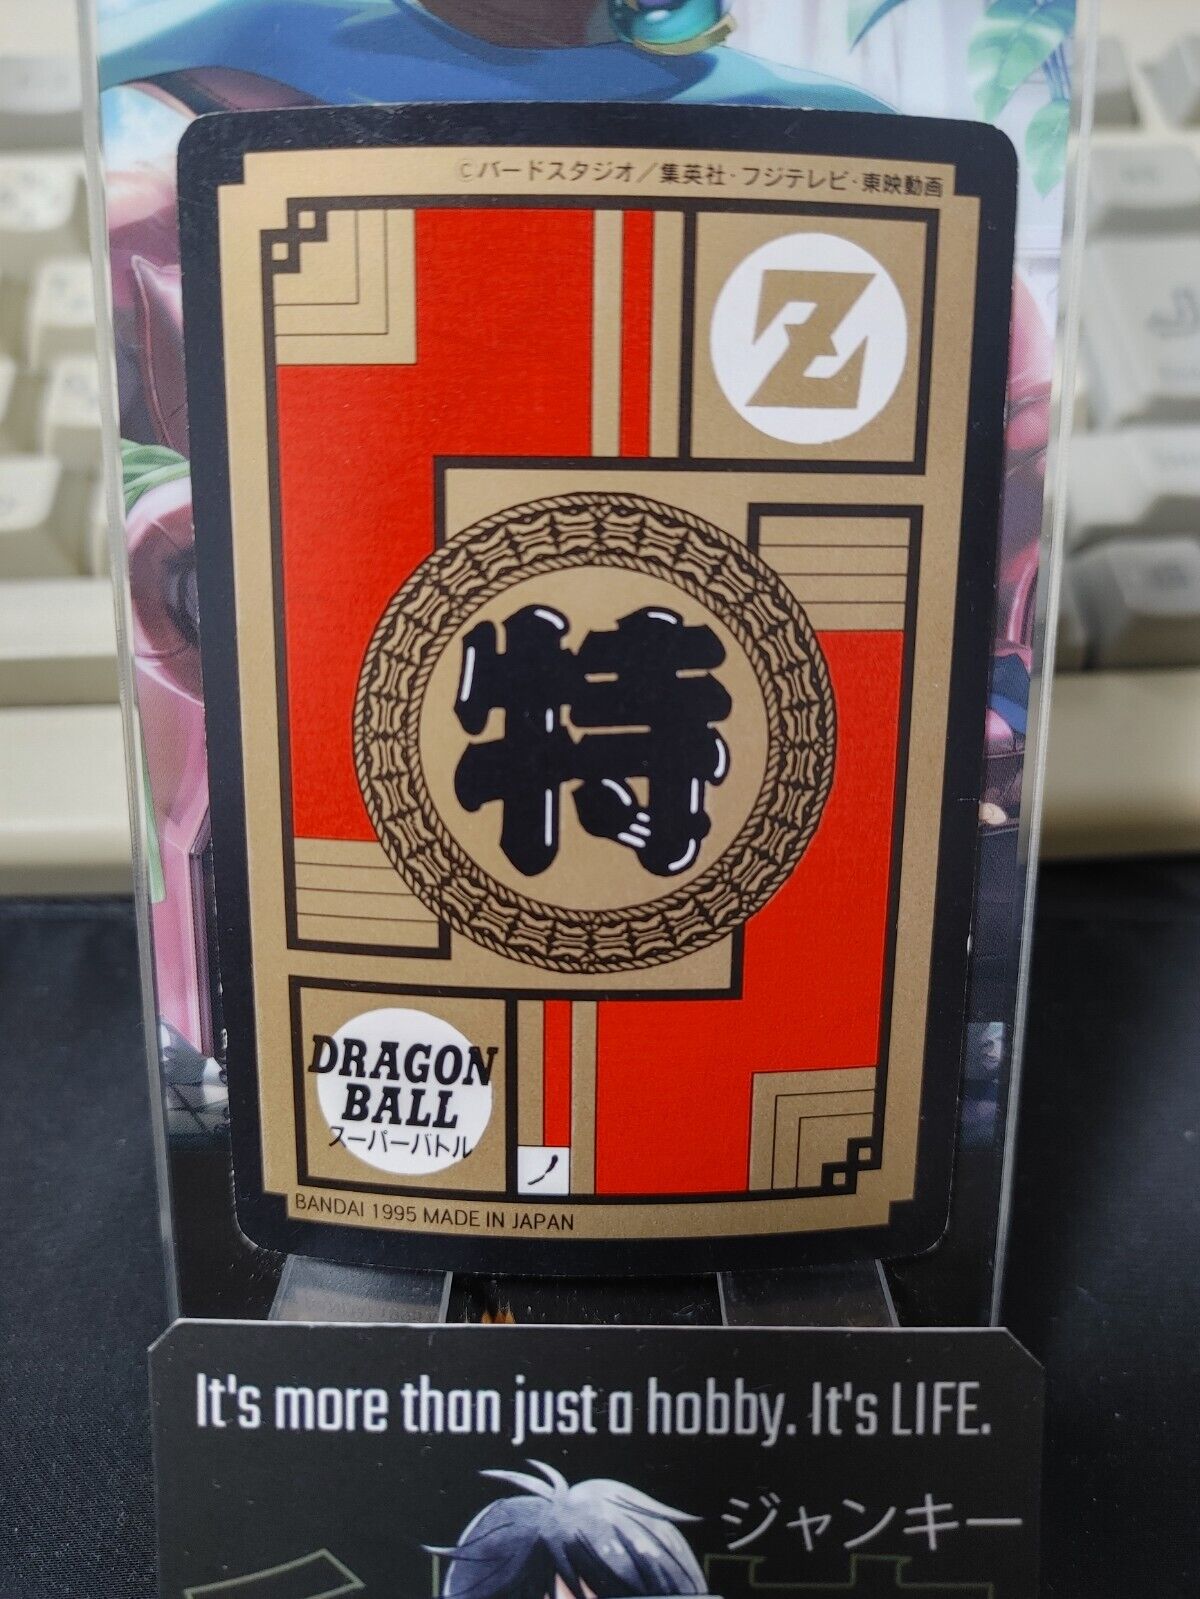 ©バードスタジオ／集英社・フジテレビ・東映動画
Z
特
DRAGON
BALL
スーパーバトル
ノ
BANDAI 1995 MADE IN JAPAN
It's more than just a hobby. It's LIFE.
ジャンキー